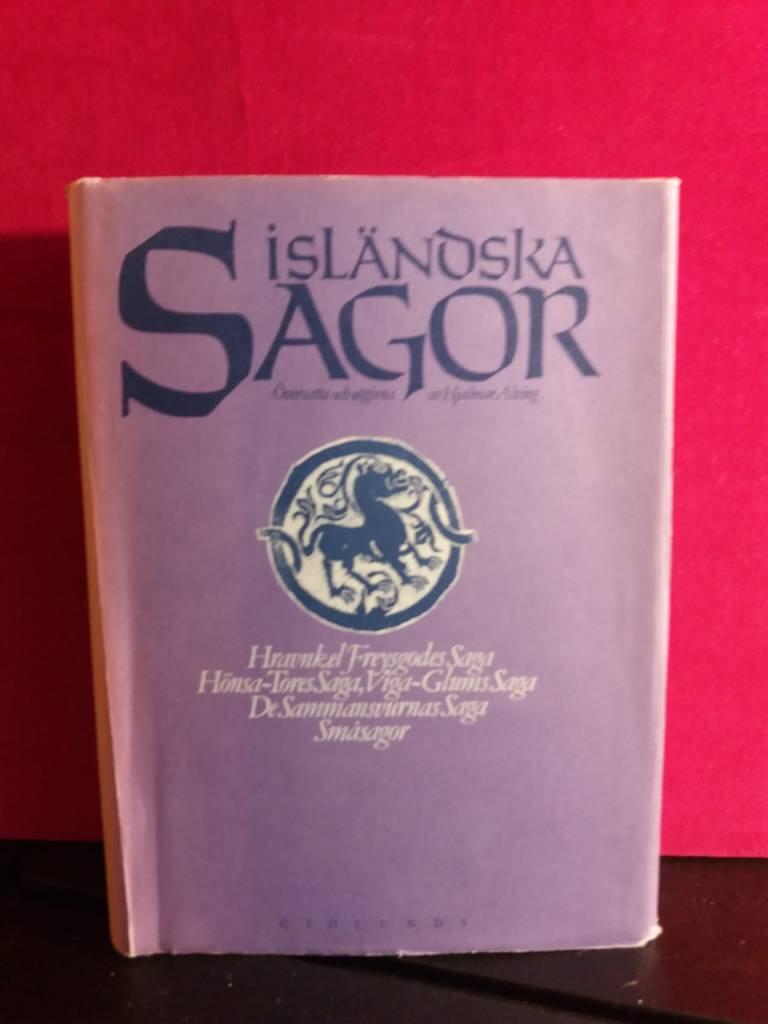 isländska
SAGOR
Översatta och utgivna av Hjalmar Alving
Hravnkel Freysgodes Saga
Hönsa-Tores Saga, Viga-Glums Saga
De Sammansvurnas Saga
Småsagor
GIDLUNDS